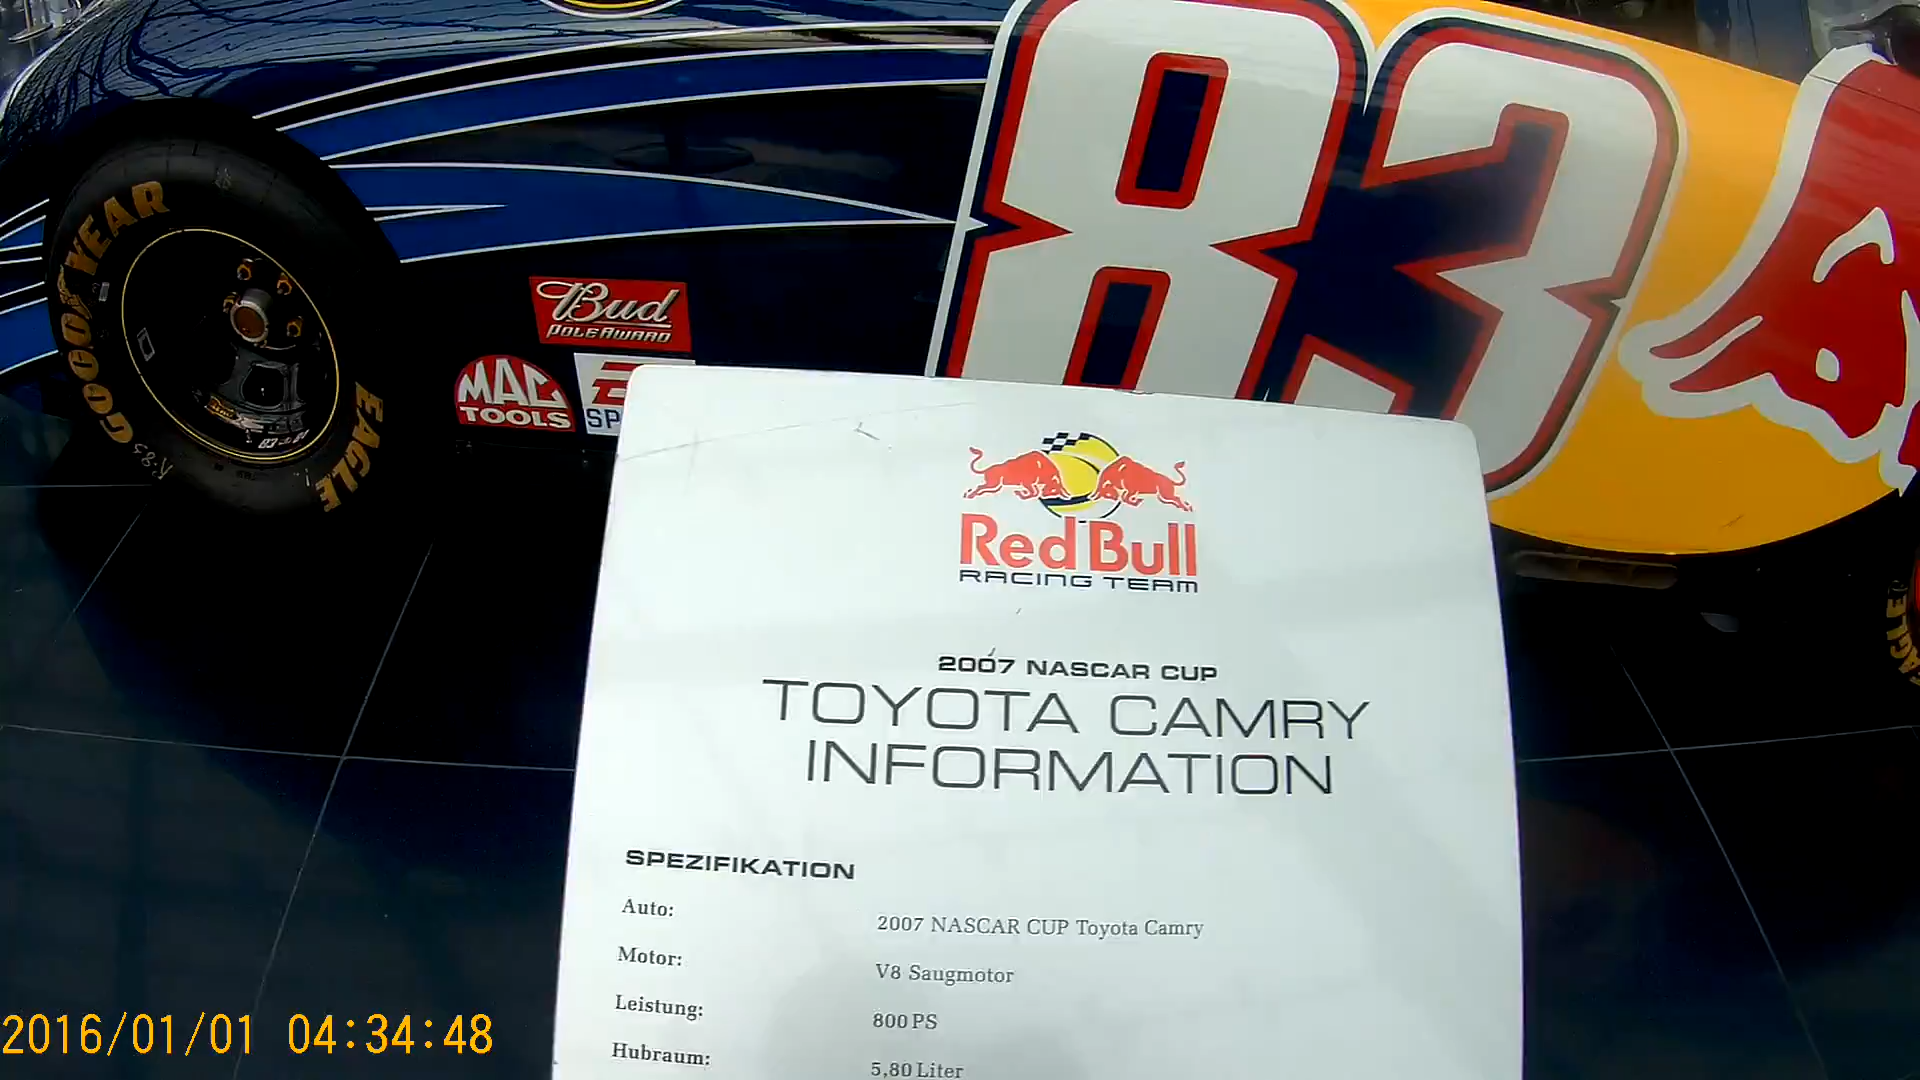 83
GOODYEAR
EAGLE
Bud
POLE AWARD
MAC
TOOLS
SP
Red Bull
RACING TEAM
2007 NASCAR CUP
TOYOTA CAMRY
INFORMATION
SPEZIFIKATION
Auto: 2007 NASCAR CUP Toyota Camry
Motor: V8 Saugmotor
Leistung: 800 PS
Hubraum: 5,80 Liter
EAGLE
2016/01/01 04:34:48